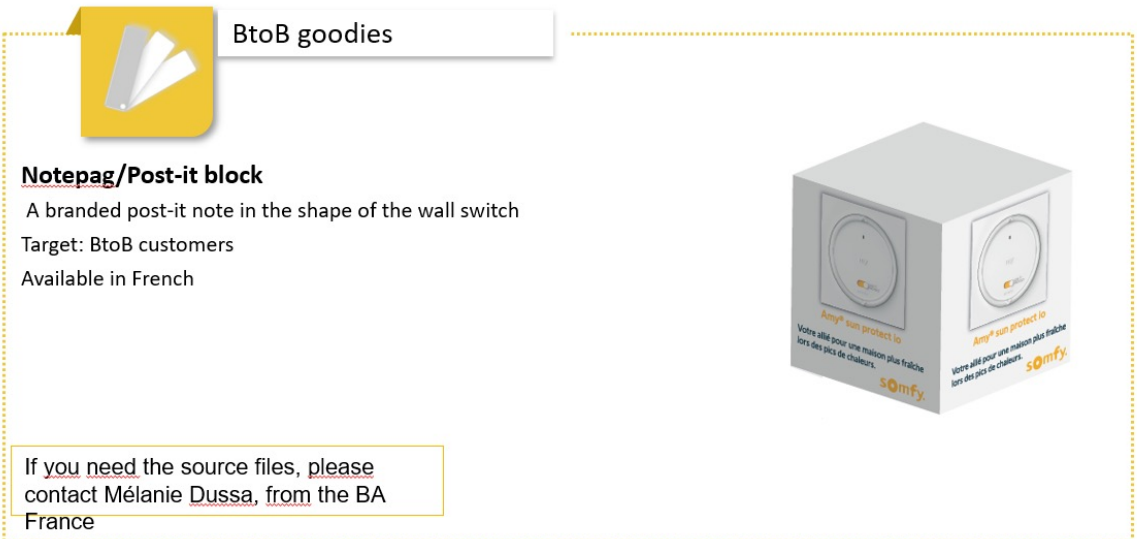 BtoB goodies
Notepag/Post-it block
A branded post-it note in the shape of the wall switch
Target: BtoB customers
Available in French
Amy® sun protect io
Votre allié pour une maison plus fraîche
lors des pics de chaleurs.
somfy.
Amy® sun protect io
Votre allié pour une maison plus fraîche
lors des pics de chaleurs.
somfy.
If you need the source files, please
contact Mélanie Dussa, from the BA
France